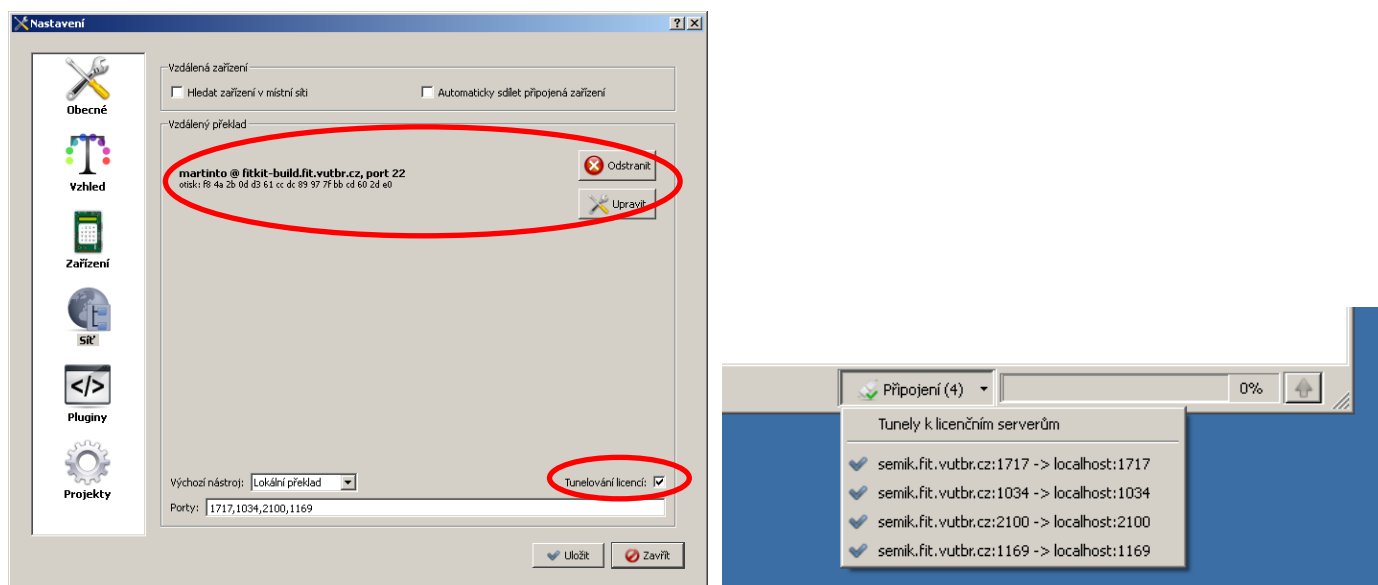 Nastavení
Obecné
Vzhled
Zařízení
Síť
Pluginy
Projekty
Vzdálená zařízení
Hledat zařízení v místní síti
Automaticky sdílet připojená zařízení
Vzdálený překlad
martinto @ fitkit-build.fit.vutbr.cz, port 22
otisk: f8 4a 2b 0d d3 61 cc dc 89 97 7f bb cd 60 2d e0
Odstranit
Upravit
Výchozí nástroj: Lokální překlad
Tunelování licencí:
Porty: 1717,1034,2100,1169
Uložit
Zavřít
Připojení (4)
0%
Tunely k licenčním serverům
semik.fit.vutbr.cz:1717 -> localhost:1717
semik.fit.vutbr.cz:1034 -> localhost:1034
semik.fit.vutbr.cz:2100 -> localhost:2100
semik.fit.vutbr.cz:1169 -> localhost:1169